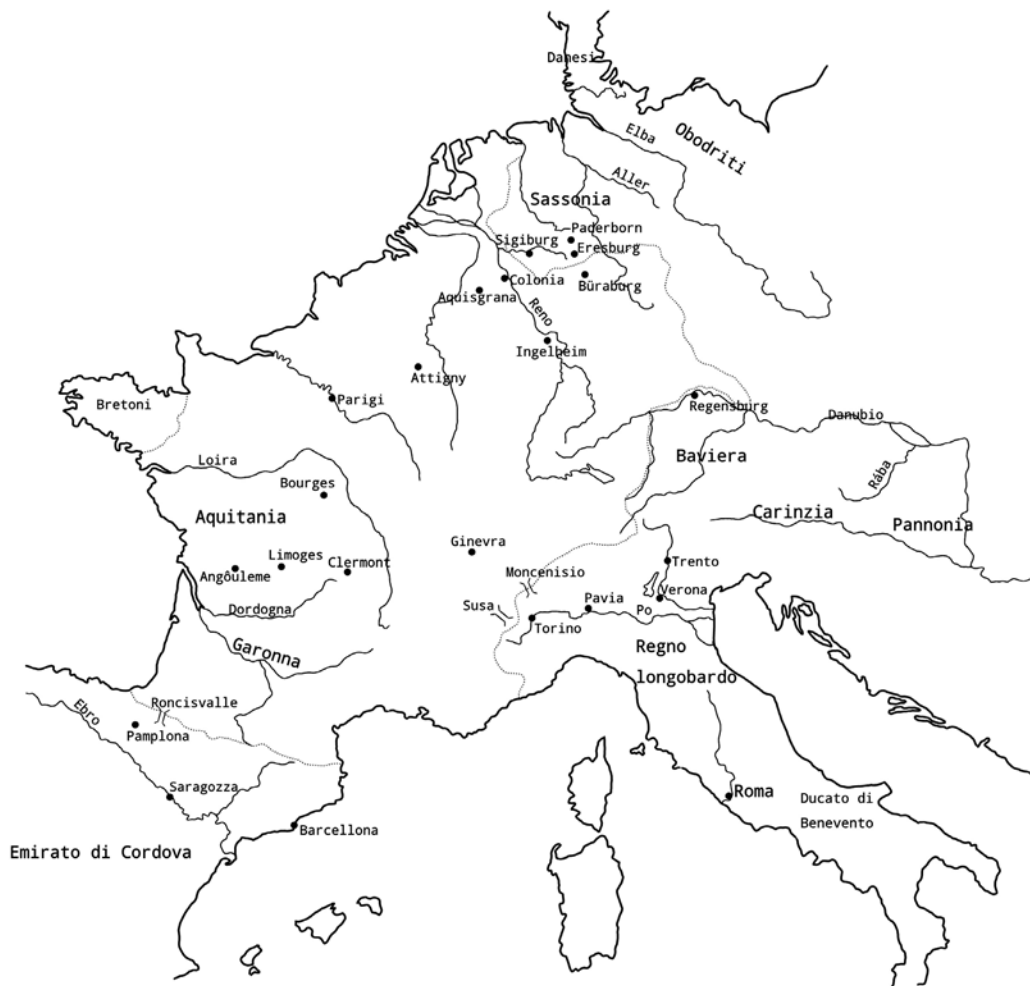 Danesi
Elba
Obodriti
Aller
Sassonia
Paderborn
Sigiburg
Eresburg
Colonia
Büraburg
Aquisgrana
Reno
Ingelheim
Attigny
Bretoni
Parigi
Regensburg
Danubio
Loira
Baviera
Rába
Bourges
Aquitania
Carinzia
Pannonia
Ginevra
Limoges
Clermont
Trento
Angôuleme
Moncenisio
Verona
Dordogna
Susa
Pavia
Po
Torino
Garonna
Regno
longobardo
Roncisvalle
Ebro
Pamplona
Saragozza
Roma
Ducato di
Benevento
Barcellona
Emirato di Cordova